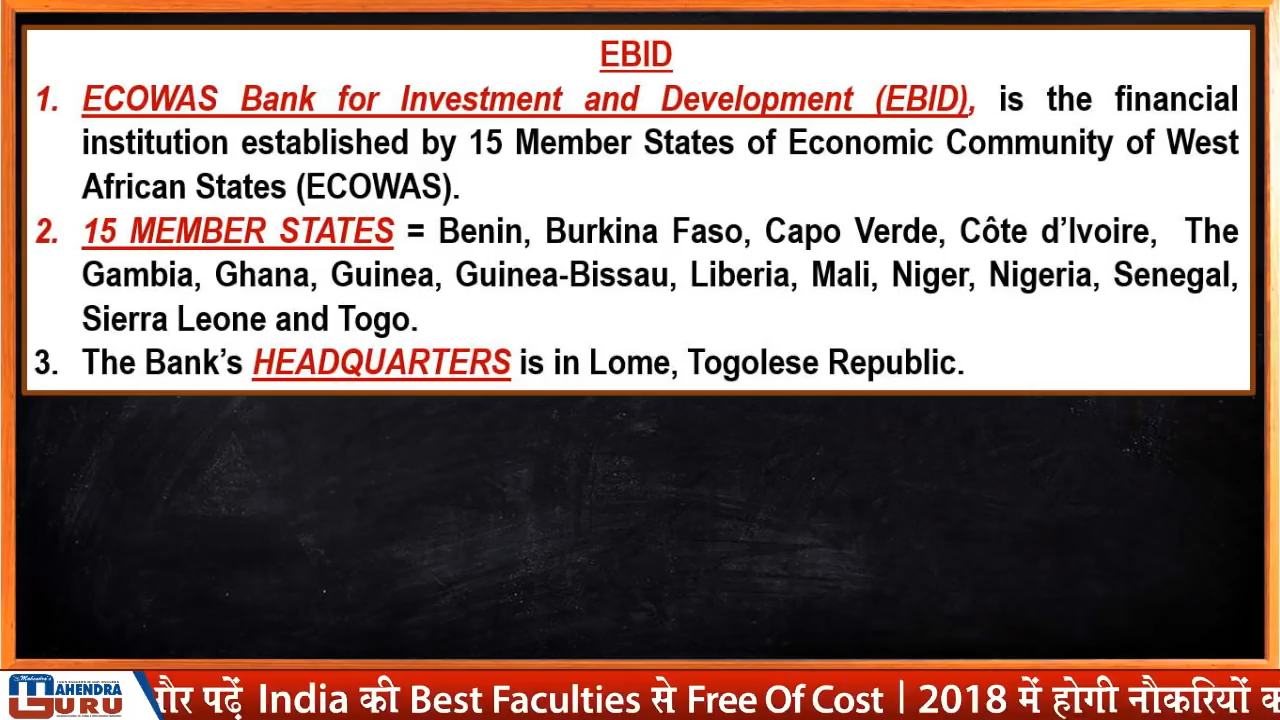 EBID
1. ECOWAS Bank for Investment and Development (EBID), is the financial
institution established by 15 Member States of Economic Community of West
African States (ECOWAS).
2. 15 MEMBER STATES = Benin, Burkina Faso, Capo Verde, Côte d’Ivoire, The
Gambia, Ghana, Guinea, Guinea-Bissau, Liberia, Mali, Niger, Nigeria, Senegal,
Sierra Leone and Togo.
3. The Bank’s HEADQUARTERS is in Lome, Togolese Republic.
Mahendra's
MAHENDRA
GURU
पढ़ें India की Best Faculties से Free Of Cost | 2018 में होगी नौकरियों